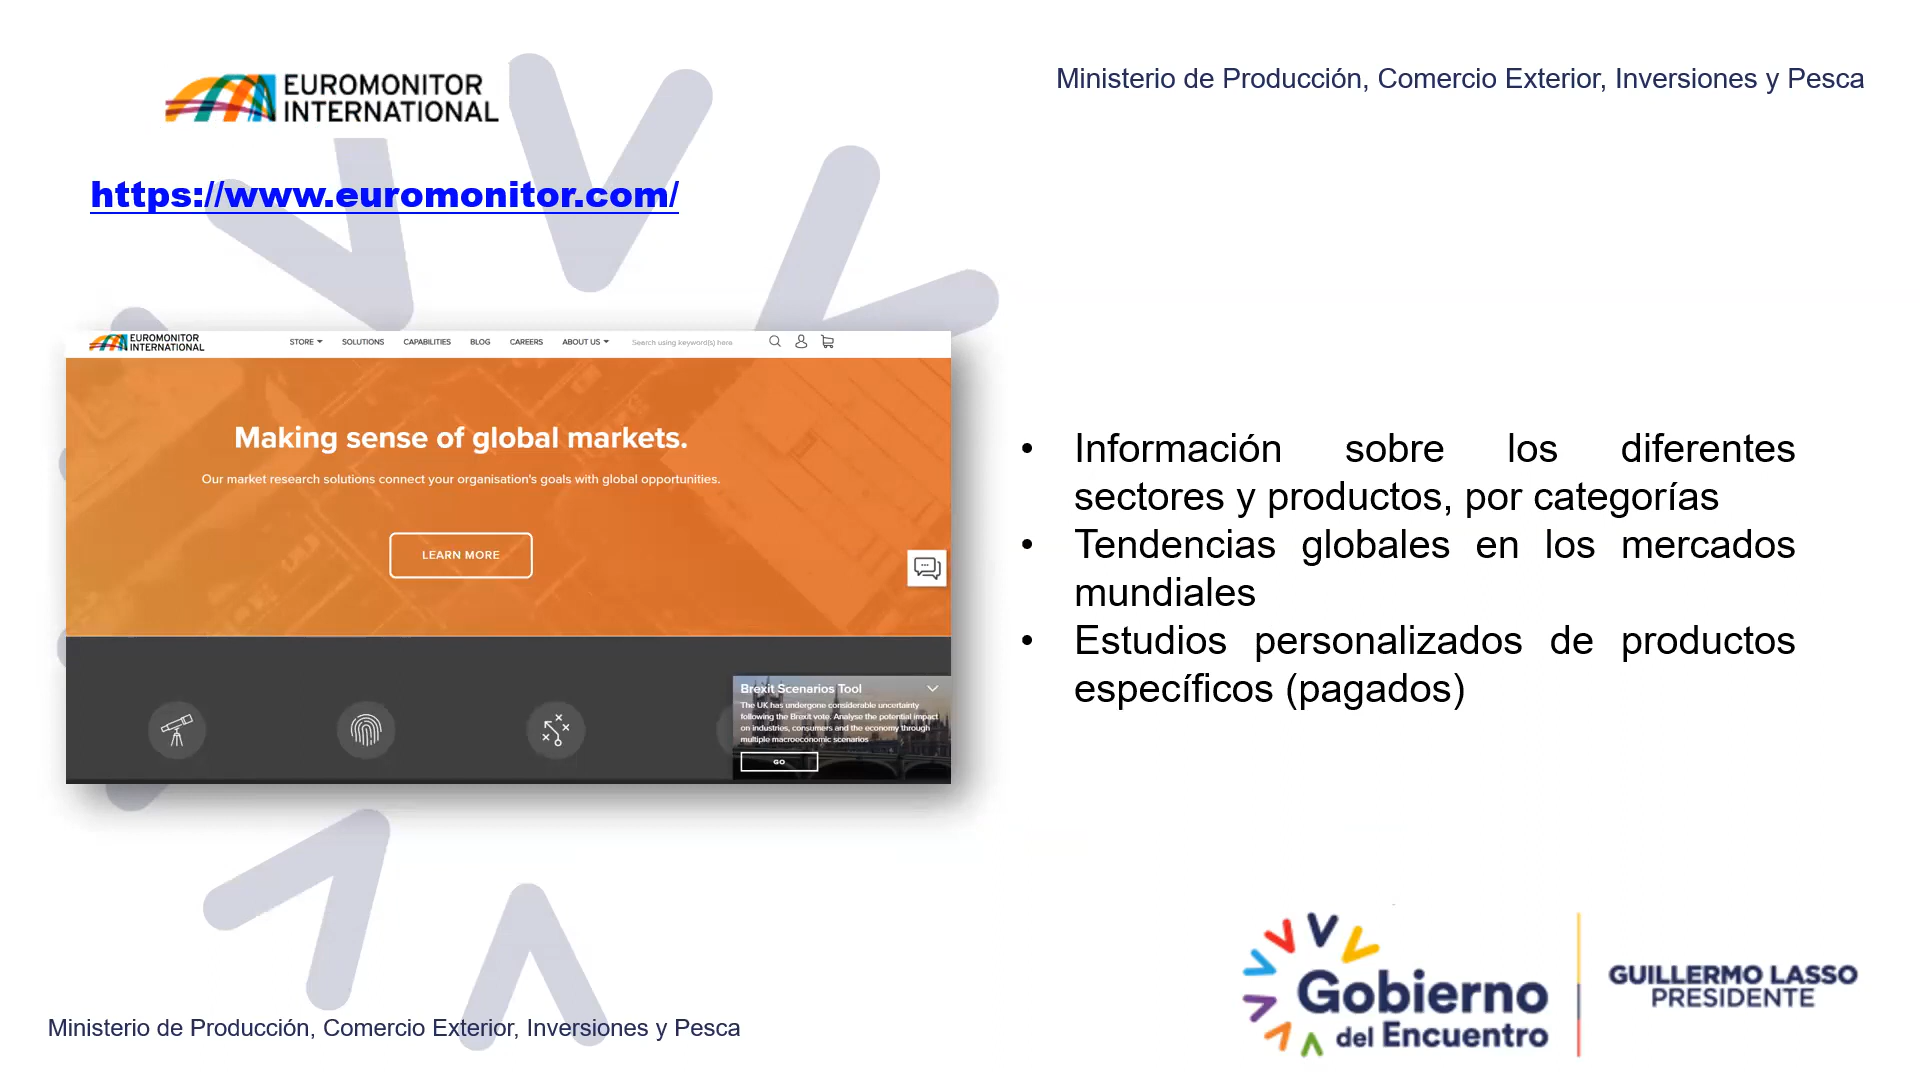 EUROMONITOR
INTERNATIONAL
Ministerio de Producción, Comercio Exterior, Inversiones y Pesca
https://www.euromonitor.com/
EUROMONITOR
INTERNATIONAL
STORE SOLUTIONS CAPABILITIES BLOG CAREERS ABOUT US Search using keyword(s) here
Making sense of global markets.
Our market research solutions connect your organisation's goals with global opportunities.
LEARN MORE
Brexit Scenarios Tool
The UK has undergone considerable uncertainty
following the Brexit vote. Analyse the potential impact
on industries, consumers and the economy through
multiple macroeconomic scenarios
GO
• Información sobre los diferentes
sectores y productos, por categorías
• Tendencias globales en los mercados
mundiales
• Estudios personalizados de productos
específicos (pagados)
Gobierno
del Encuentro
GUILLERMO LASSO
PRESIDENTE
Ministerio de Producción, Comercio Exterior, Inversiones y Pesca